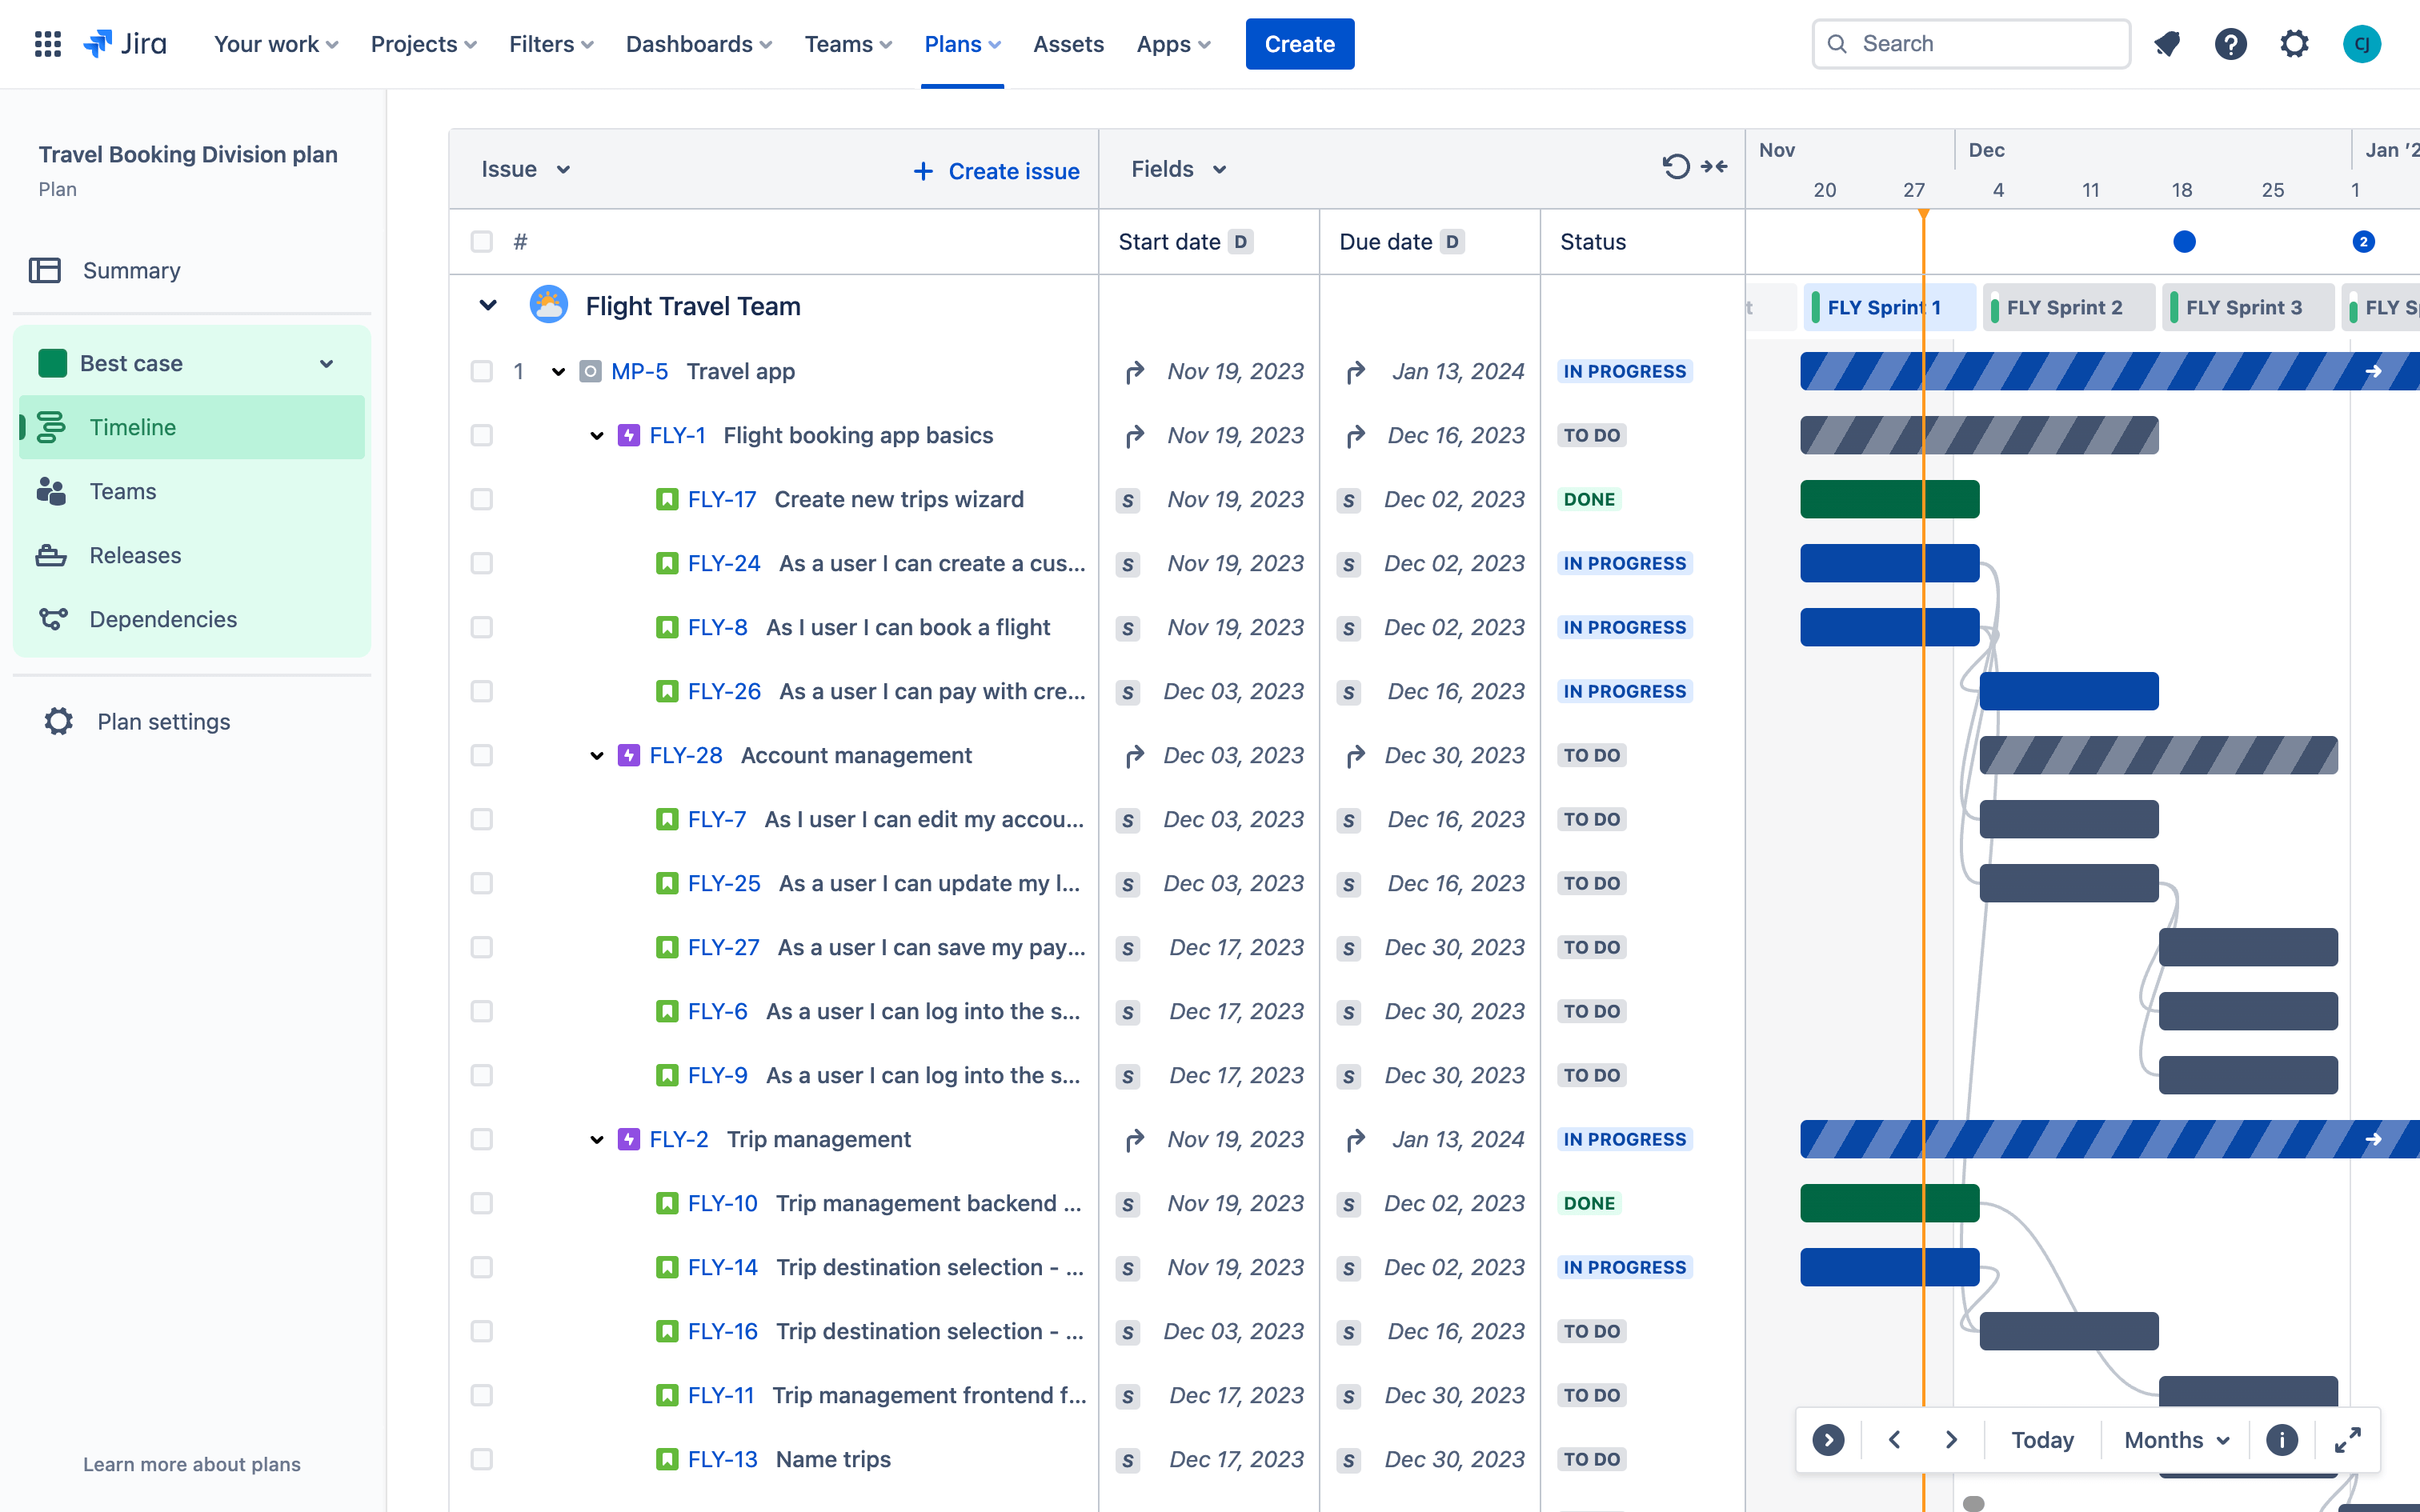 Jira Your work Projects Filters Dashboards Teams Plans Assets Apps Create Search CJ
Travel Booking Division plan
Plan
Summary
Best case
Timeline
Teams
Releases
Dependencies
Plan settings
Learn more about plans
Issue + Create issue Fields Nov Dec Jan '2
20 27 4 11 18 25 1
# Start date D Due date D Status 2
Flight Travel Team t FLY Sprint 1 FLY Sprint 2 FLY Sprint 3 FLY S
1 MP-5 Travel app Nov 19, 2023 Jan 13, 2024 IN PROGRESS
FLY-1 Flight booking app basics Nov 19, 2023 Dec 16, 2023 TO DO
FLY-17 Create new trips wizard S Nov 19, 2023 S Dec 02, 2023 DONE
FLY-24 As a user I can create a cus... S Nov 19, 2023 S Dec 02, 2023 IN PROGRESS
FLY-8 As I user I can book a flight S Nov 19, 2023 S Dec 02, 2023 IN PROGRESS
FLY-26 As a user I can pay with cre... S Dec 03, 2023 S Dec 16, 2023 IN PROGRESS
FLY-28 Account management Dec 03, 2023 Dec 30, 2023 TO DO
FLY-7 As I user I can edit my accou... S Dec 03, 2023 S Dec 16, 2023 TO DO
FLY-25 As a user I can update my l... S Dec 03, 2023 S Dec 16, 2023 TO DO
FLY-27 As a user I can save my pay... S Dec 17, 2023 S Dec 30, 2023 TO DO
FLY-6 As a user I can log into the s... S Dec 17, 2023 S Dec 30, 2023 TO DO
FLY-9 As a user I can log into the s... S Dec 17, 2023 S Dec 30, 2023 TO DO
FLY-2 Trip management Nov 19, 2023 Jan 13, 2024 IN PROGRESS
FLY-10 Trip management backend ... S Nov 19, 2023 S Dec 02, 2023 DONE
FLY-14 Trip destination selection - ... S Nov 19, 2023 S Dec 02, 2023 IN PROGRESS
FLY-16 Trip destination selection - ... S Dec 03, 2023 S Dec 16, 2023 TO DO
FLY-11 Trip management frontend f... S Dec 17, 2023 S Dec 30, 2023 TO DO
FLY-13 Name trips S Dec 17, 2023 S Dec 30, 2023 TO DO
Today Months